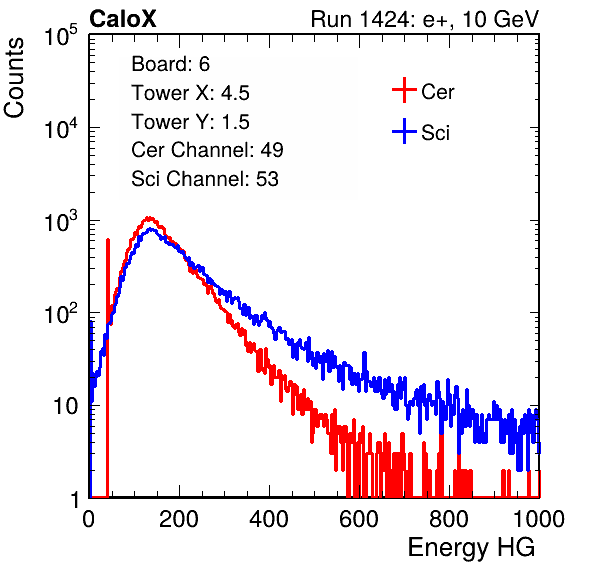 CaloX Run 1424: e+, 10 GeV
Counts
Board: 6
Tower X: 4.5
Tower Y: 1.5
Cer Channel: 49
Sci Channel: 53
Cer
Sci
10^5
10^4
10^3
10^2
10
1
0 200 400 600 800 1000
Energy HG